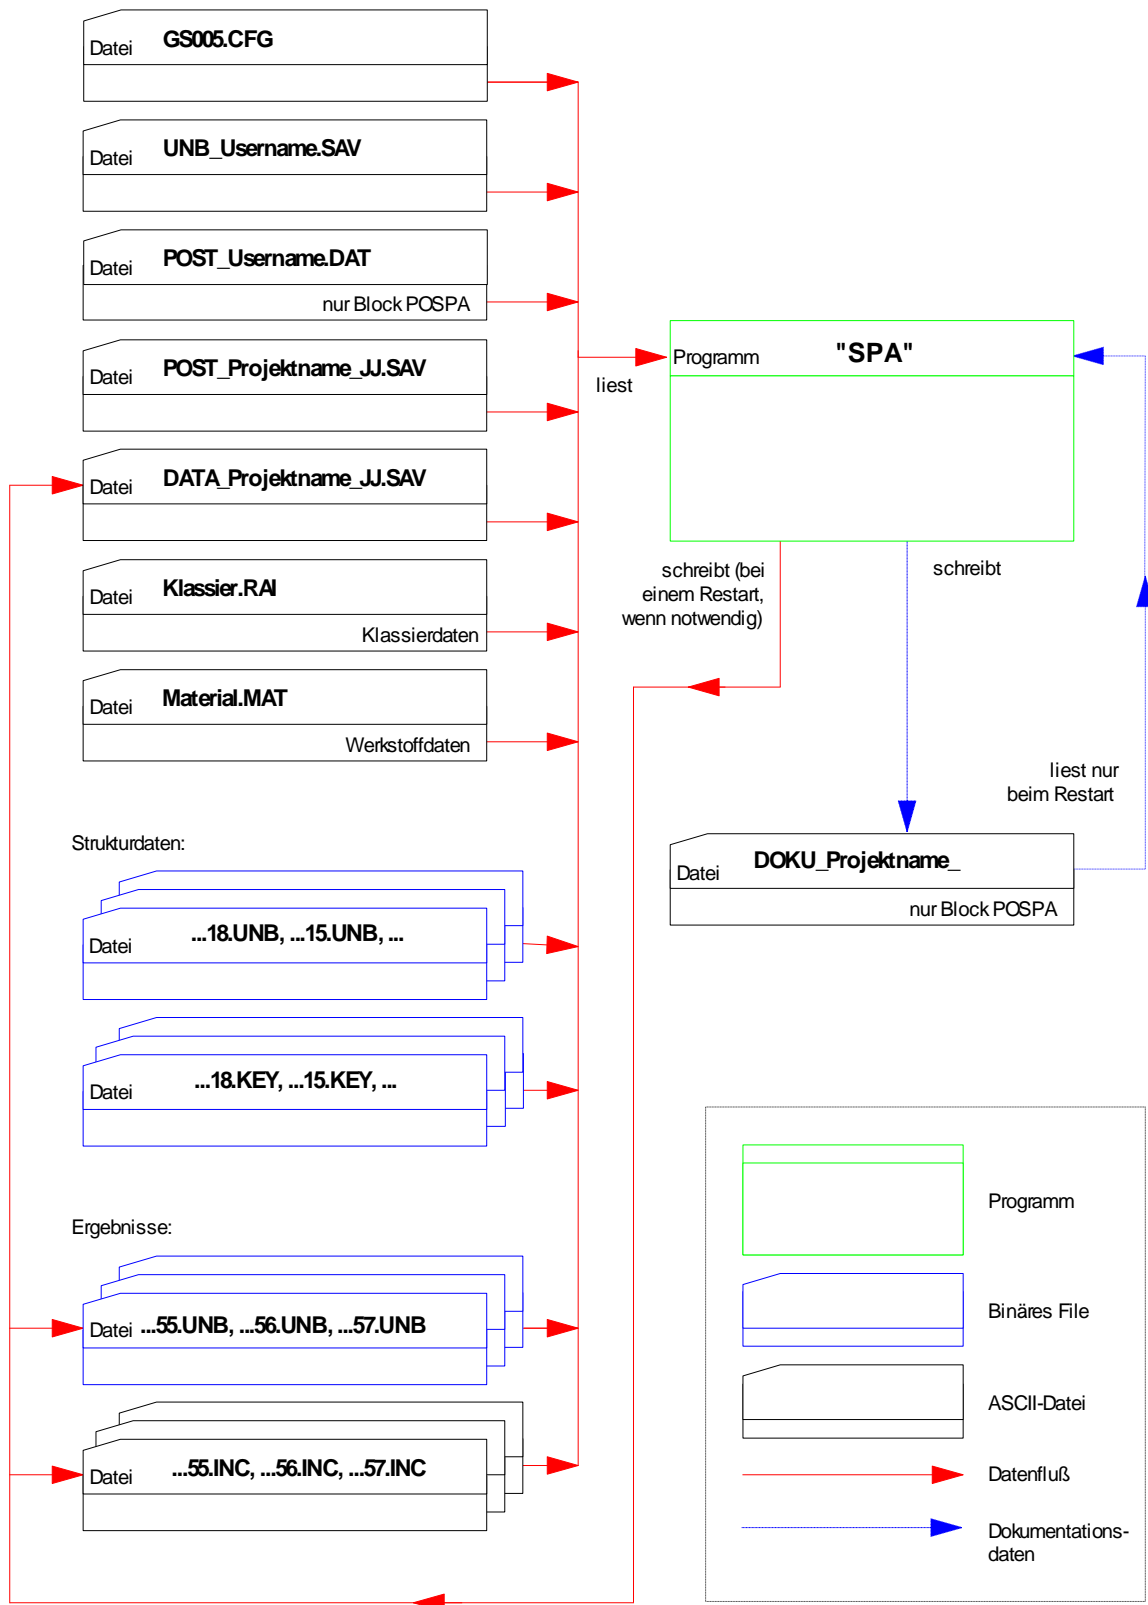 Datei GS005.CFG
Datei UNB_Username.SAV
Datei POST_Username.DAT
nur Block POSPA
Datei POST_Projektname_JJ.SAV
Datei DATA_Projektname_JJ.SAV
Datei Klassier.RAI
Klassierdaten
Datei Material.MAT
Werkstoffdaten
Strukturdaten:
Datei ...18.UNB, ...15.UNB, ...
Datei ...18.KEY, ...15.KEY, ...
Ergebnisse:
Datei ...55.UNB, ...56.UNB, ...57.UNB
Datei ...55.INC, ...56.INC, ...57.INC
liest
Programm "SPA"
schreibt (bei
einem Restart,
wenn notwendig)
schreibt
liest nur
beim Restart
Datei DOKU_Projektname_
nur Block POSPA
Programm
Binäres File
ASCII-Datei
Datenfluß
Dokumentations-
daten